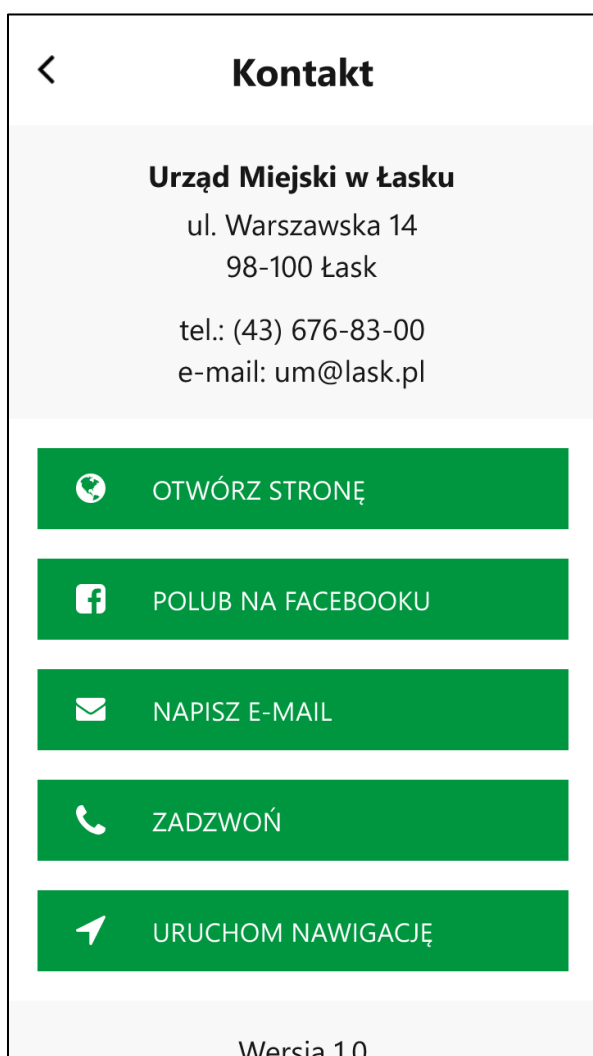 Kontakt
Urząd Miejski w Łasku
ul. Warszawska 14
98-100 Łask
tel.: (43) 676-83-00
e-mail: um@lask.pl
OTWÓRZ STRONĘ
POLUB NA FACEBOOKU
NAPISZ E-MAIL
ZADZWOŃ
URUCHOM NAWIGACJĘ
Wersja 1.0